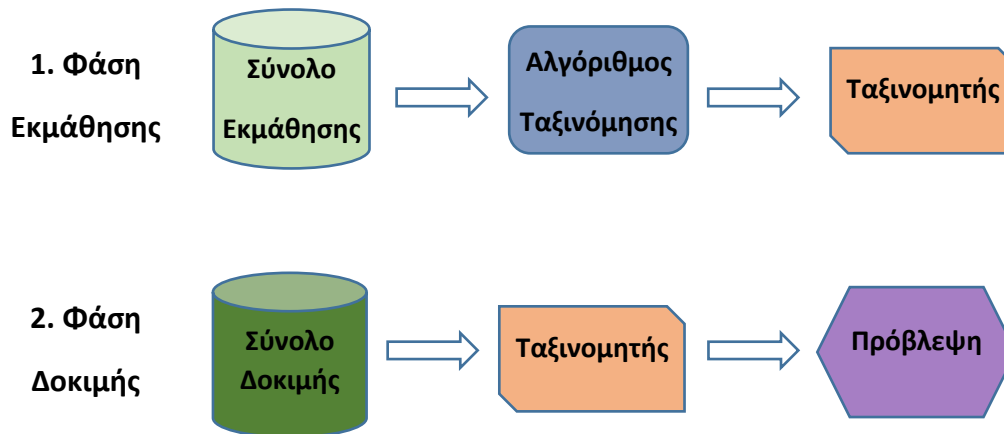 1. Φάση
Εκμάθησης
Σύνολο
Εκμάθησης
Αλγόριθμος
Ταξινόμησης
Ταξινομητής
2. Φάση
Δοκιμής
Σύνολο
Δοκιμής
Ταξινομητής
Πρόβλεψη